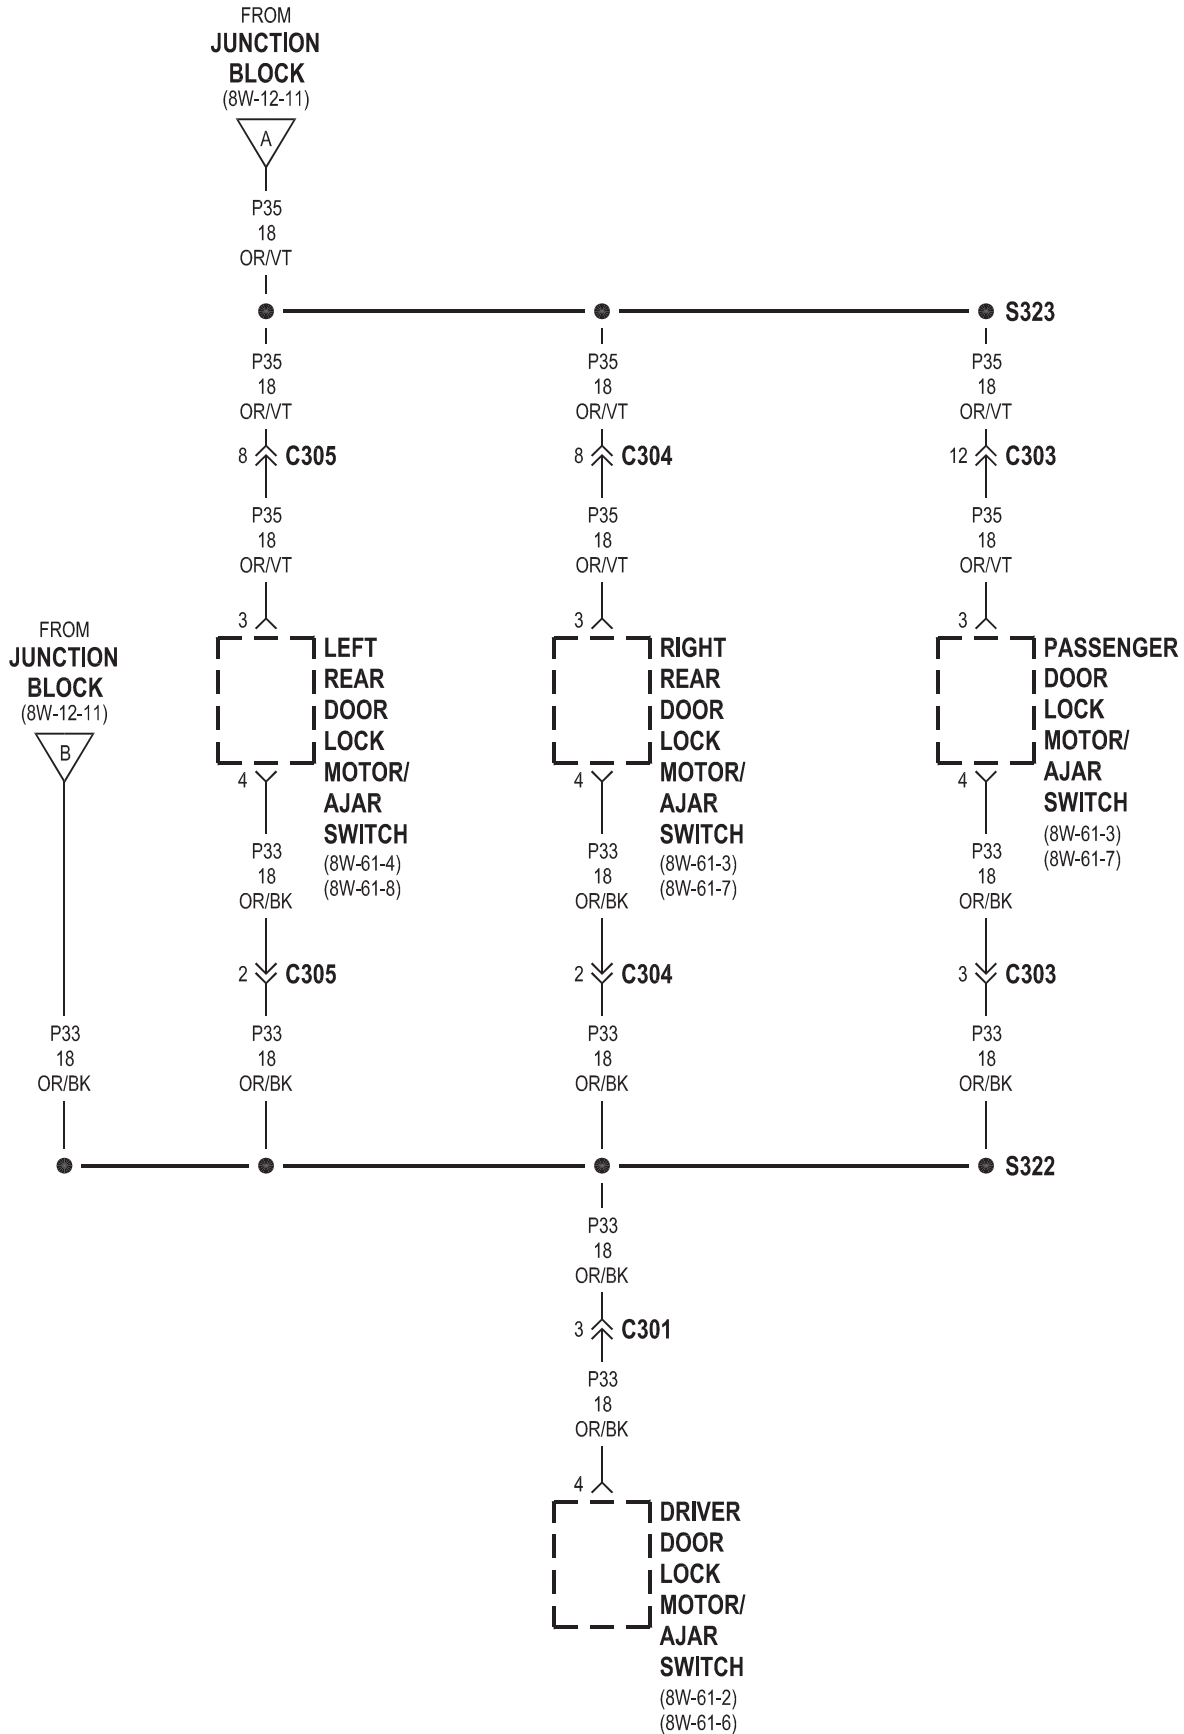 FROM
JUNCTION
BLOCK
(8W-12-11)
A
P35
18
OR/VT
S323
P35
18
OR/VT
P35
18
OR/VT
P35
18
OR/VT
8
C305
8
C304
12
C303
P35
18
OR/VT
P35
18
OR/VT
P35
18
OR/VT
3
3
3
FROM
JUNCTION
BLOCK
(8W-12-11)
B
LEFT
REAR
DOOR
LOCK
MOTOR/
AJAR
SWITCH
(8W-61-4)
(8W-61-8)
RIGHT
REAR
DOOR
LOCK
MOTOR/
AJAR
SWITCH
(8W-61-3)
(8W-61-7)
PASSENGER
DOOR
LOCK
MOTOR/
AJAR
SWITCH
(8W-61-3)
(8W-61-7)
4
4
4
P33
18
OR/BK
P33
18
OR/BK
P33
18
OR/BK
2
C305
2
C304
3
C303
P33
18
OR/BK
P33
18
OR/BK
P33
18
OR/BK
P33
18
OR/BK
S322
P33
18
OR/BK
3
C301
P33
18
OR/BK
4
DRIVER
DOOR
LOCK
MOTOR/
AJAR
SWITCH
(8W-61-2)
(8W-61-6)